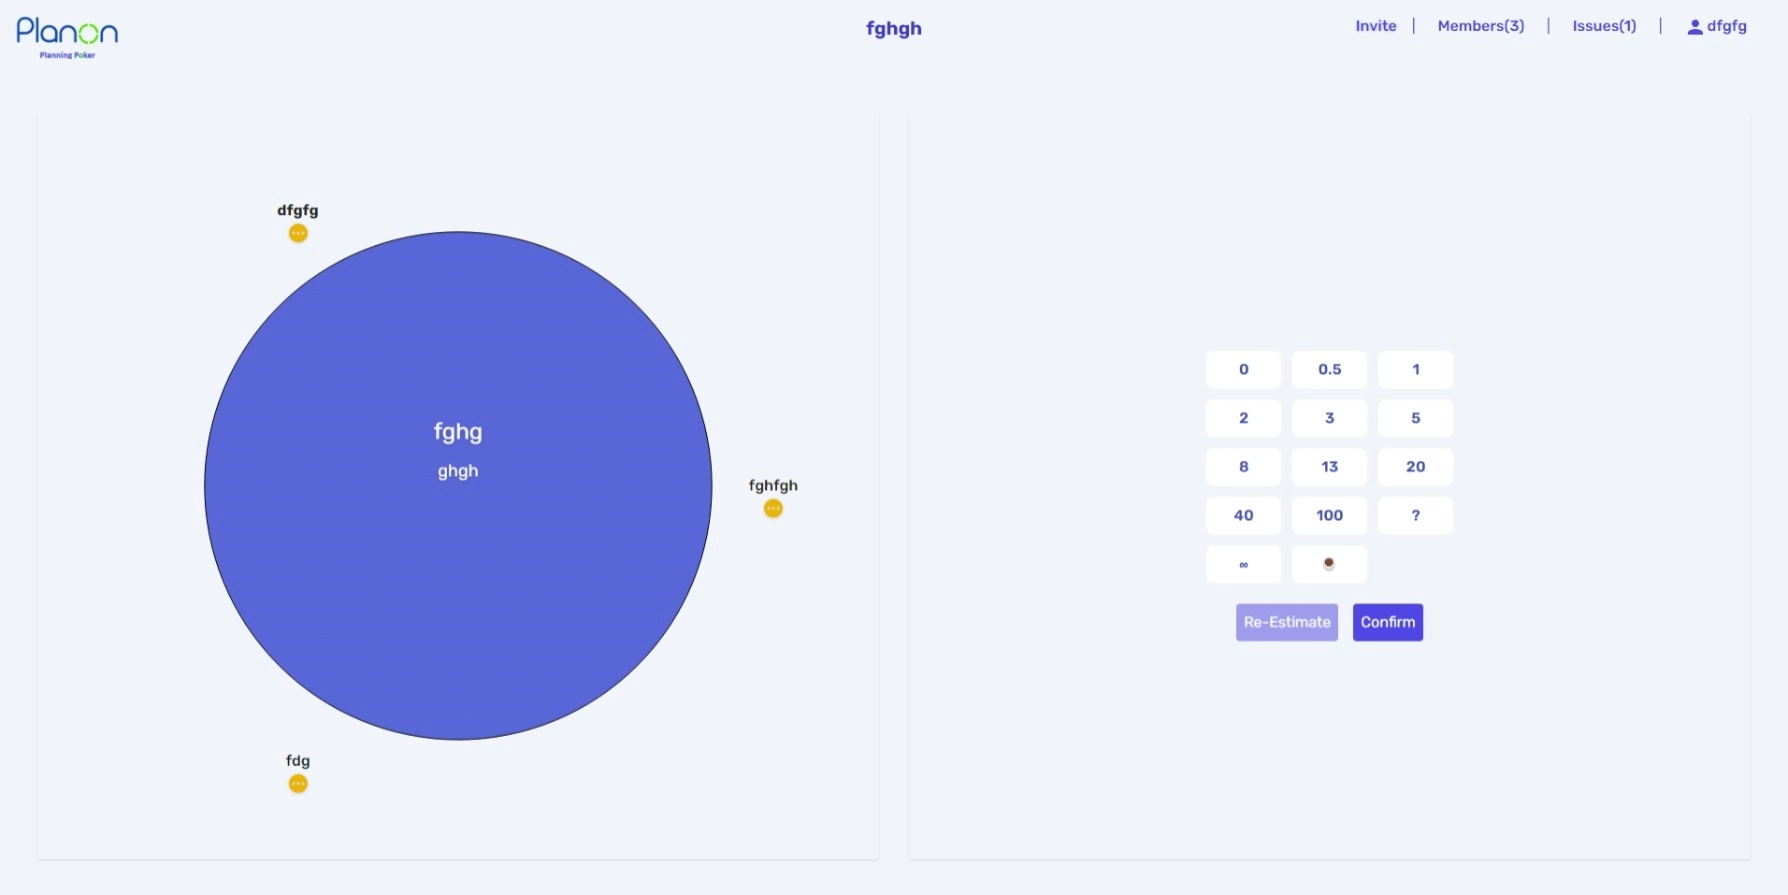 Planon
Planning Poker
fghgh
Invite | Members(3) | Issues(1) | dfgfg
dfgfg
fghg
ghgh
fghfgh
fdg
0 0.5 1
2 3 5
8 13 20
40 100 ?
∞
Re-Estimate Confirm